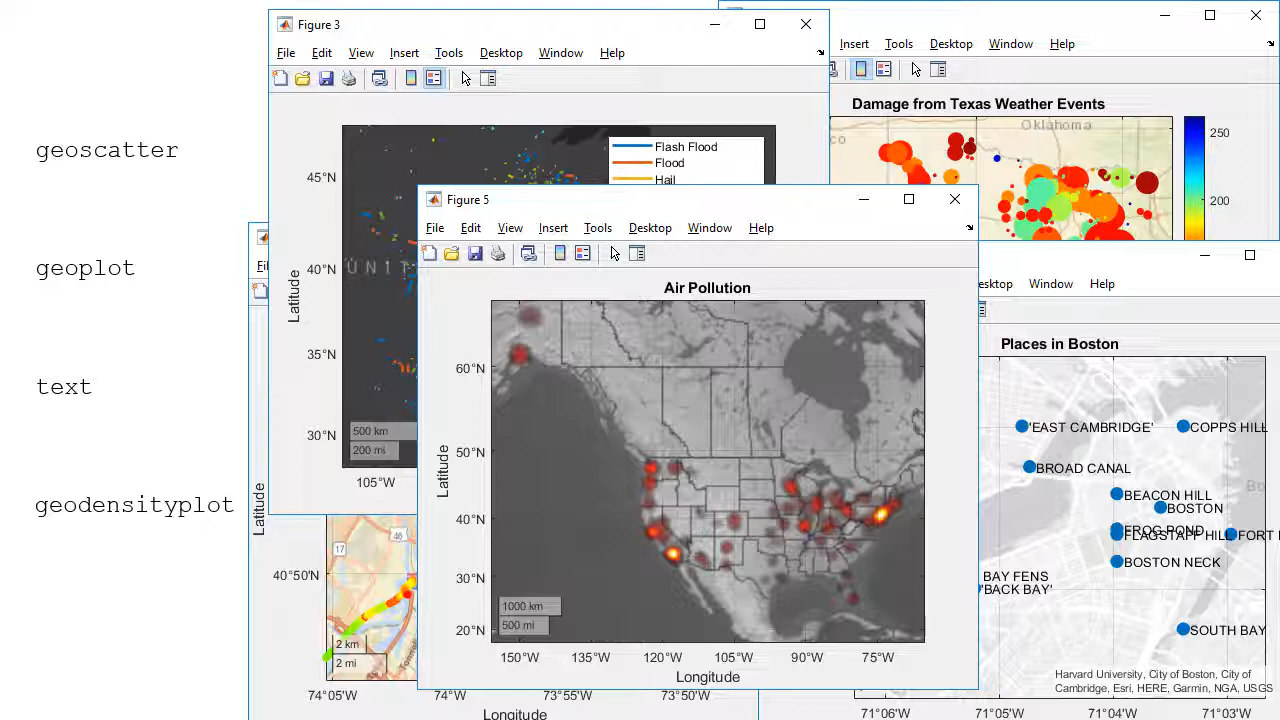 geoscatter
geoplot
text
geodensityplot
Figure 3
File Edit View Insert Tools Desktop Window Help
45°N
40°N
35°N
30°N
Latitude
105°W
500 km
200 mi
Flash Flood
Flood
Hail
Insert Tools Desktop Window Help
Damage from Texas Weather Events
Oklahoma
250
200
Figure 5
File Edit View Insert Tools Desktop Window Help
Air Pollution
60°N
50°N
40°N
30°N
20°N
Latitude
1000 km
500 mi
150°W 135°W 120°W 105°W 90°W 75°W
Longitude
Latitude
40°50'N
17
46
2 km
2 mi
74°05'W 74°W 73°55'W 73°50'W
Longitude
Window Help
Places in Boston
'EAST CAMBRIDGE'
COPPS HILL
BROAD CANAL
BEACON HILL
BOSTON
FROG POND
FLAGSTAFF HILL
FORT
BOSTON NECK
BAY FENS
'BACK BAY'
SOUTH BAY
Harvard University, City of Boston, City of
Cambridge, Esri, HERE, Garmin, NGA, USGS
71°06'W 71°05'W 71°04'W 71°03'W